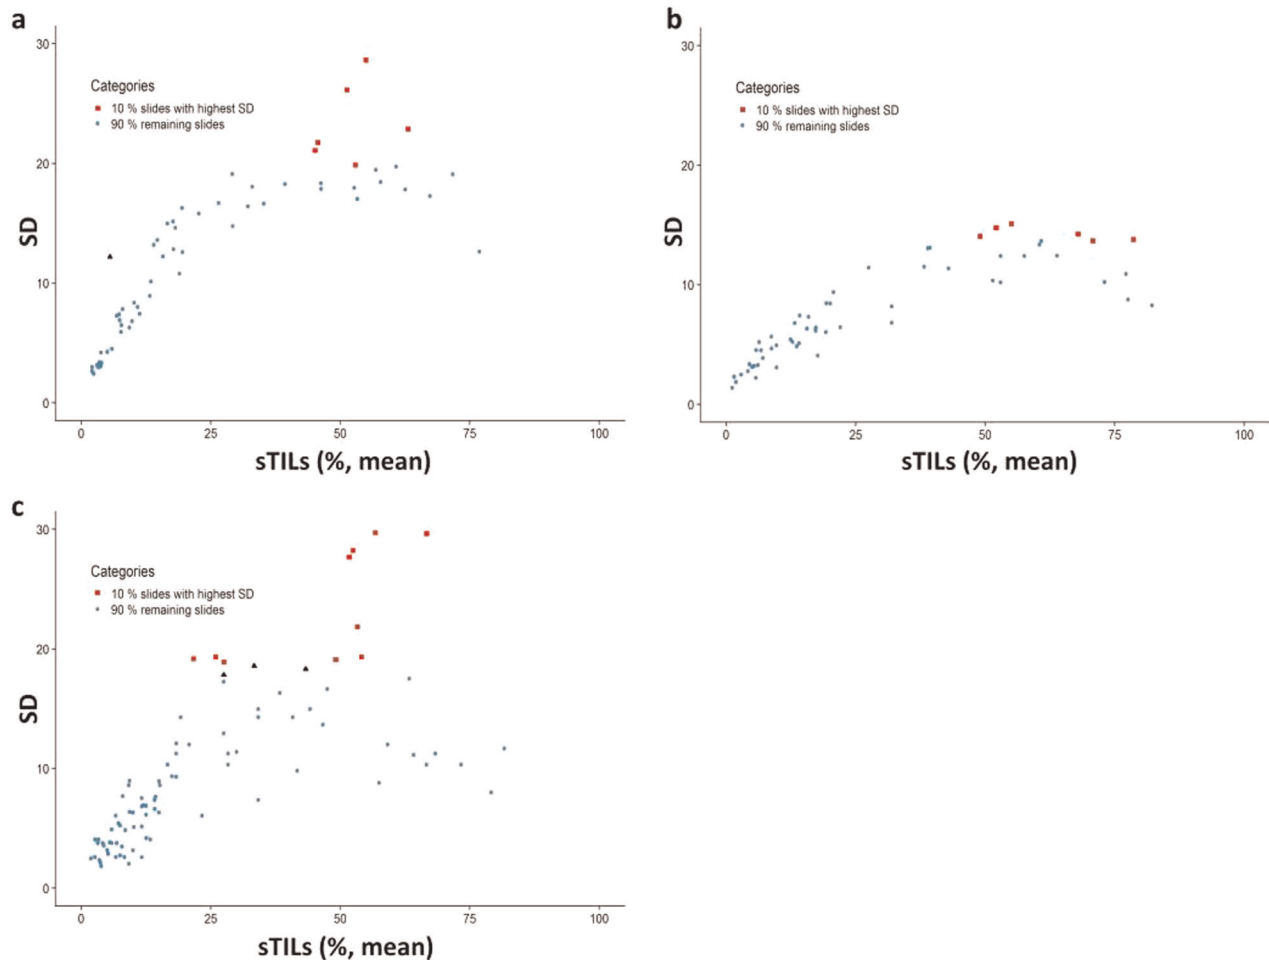 a
30
Categories
10 % slides with highest SD
90 % remaining slides
20
SD
10
0
0 25 50 75 100
sTILs (%, mean)
b
30
Categories
10 % slides with highest SD
90 % remaining slides
20
SD
10
0
0 25 50 75 100
sTILs (%, mean)
c
30
Categories
10 % slides with highest SD
90 % remaining slides
20
SD
10
0
0 25 50 75 100
sTILs (%, mean)